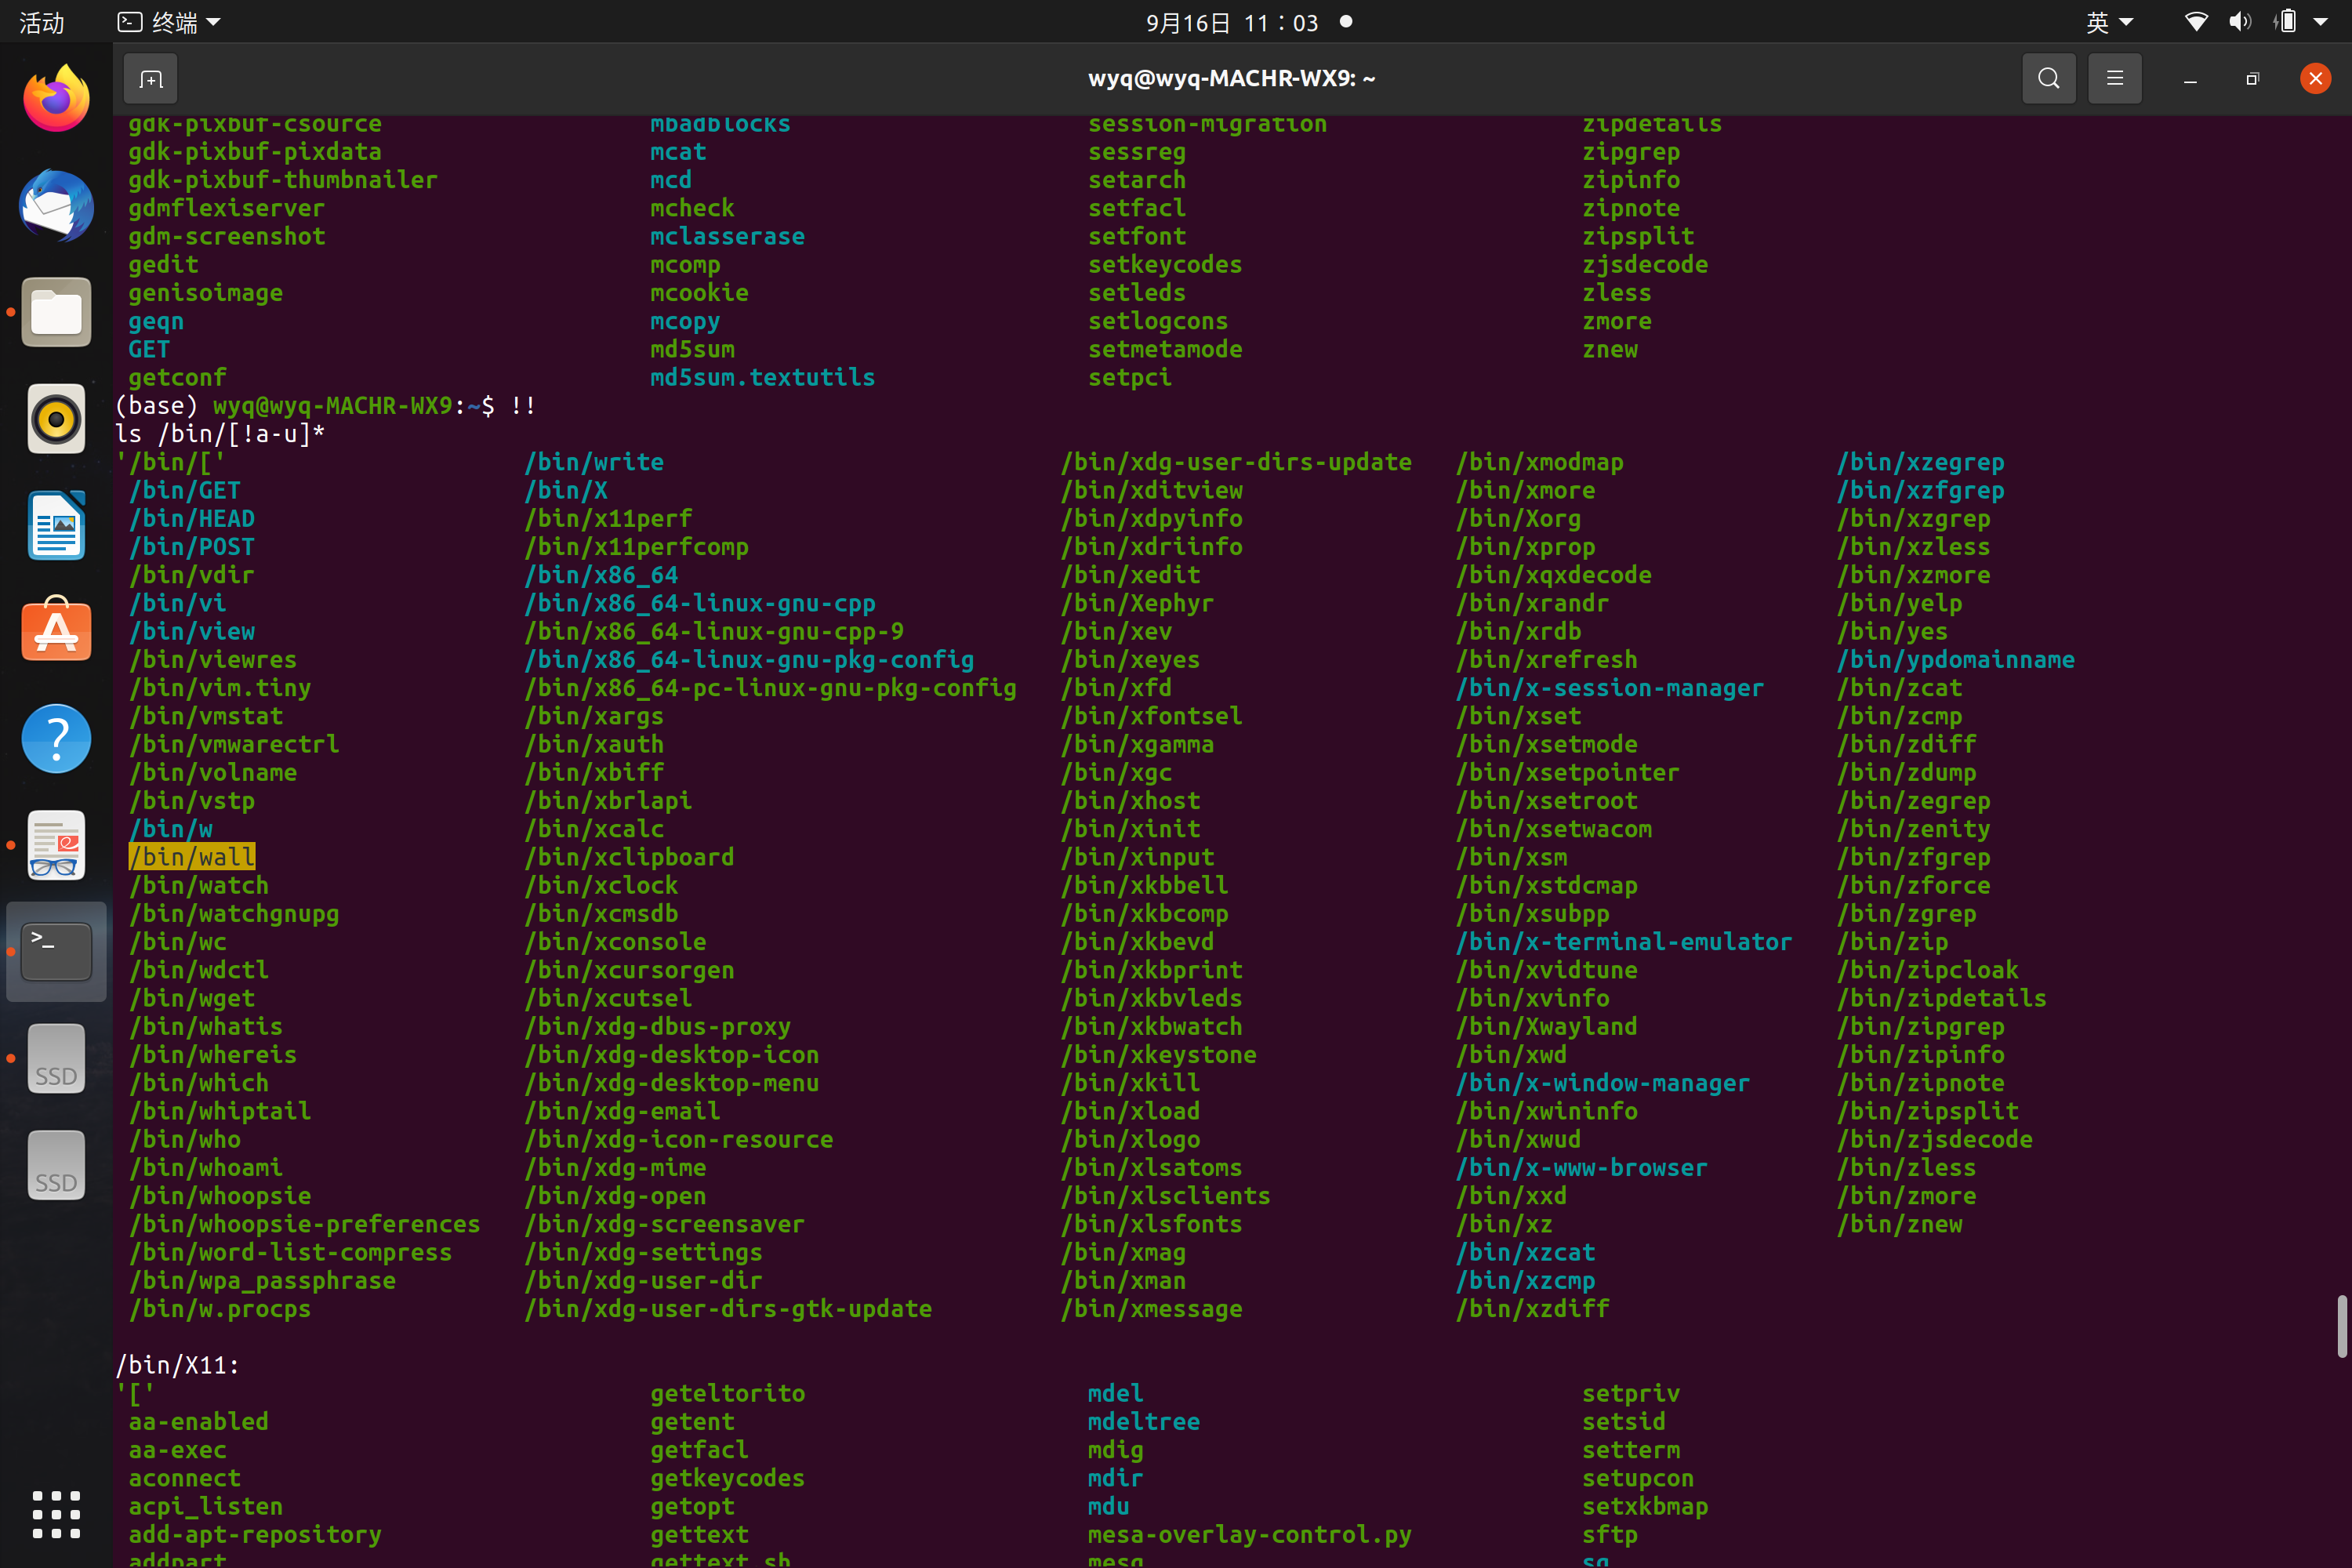 活动 终端 9月16日 11：03 英
wyq@wyq-MACHR-WX9: ~
gdk-pixbuf-csource mbadblocks session-migration zipdetails
gdk-pixbuf-pixdata mcat sessreg zipgrep
gdk-pixbuf-thumbnailer mcd setarch zipinfo
gdmflexiserver mcheck setfacl zipnote
gdm-screenshot mclasserase setfont zipsplit
gedit mcomp setkeycodes zjsdecode
genisoimage mcookie setleds zless
geqn mcopy setlogcons zmore
GET md5sum setmetamode znew
getconf md5sum.textutils setpci
(base) wyq@wyq-MACHR-WX9:~$ !!
ls /bin/[!a-u]*
'/bin/[' /bin/write /bin/xdg-user-dirs-update /bin/xmodmap /bin/xzegrep
/bin/GET /bin/X /bin/xditview /bin/xmore /bin/xzfgrep
/bin/HEAD /bin/x11perf /bin/xdpyinfo /bin/Xorg /bin/xzgrep
/bin/POST /bin/x11perfcomp /bin/xdriinfo /bin/xprop /bin/xzless
/bin/vdir /bin/x86_64 /bin/xedit /bin/xqxdecode /bin/xzmore
/bin/vi /bin/x86_64-linux-gnu-cpp /bin/Xephyr /bin/xrandr /bin/yelp
/bin/view /bin/x86_64-linux-gnu-cpp-9 /bin/xev /bin/xrdb /bin/yes
/bin/viewres /bin/x86_64-linux-gnu-pkg-config /bin/xeyes /bin/xrefresh /bin/ypdomainname
/bin/vim.tiny /bin/x86_64-pc-linux-gnu-pkg-config /bin/xfd /bin/x-session-manager /bin/zcat
/bin/vmstat /bin/xargs /bin/xfontsel /bin/xset /bin/zcmp
/bin/vmwarectrl /bin/xauth /bin/xgamma /bin/xsetmode /bin/zdiff
/bin/volname /bin/xbiff /bin/xgc /bin/xsetpointer /bin/zdump
/bin/vstp /bin/xbrlapi /bin/xhost /bin/xsetroot /bin/zegrep
/bin/w /bin/xcalc /bin/xinit /bin/xsetwacom /bin/zenity
/bin/wall /bin/xclipboard /bin/xinput /bin/xsm /bin/zfgrep
/bin/watch /bin/xclock /bin/xkbbell /bin/xstdcmap /bin/zforce
/bin/watchgnupg /bin/xcmsdb /bin/xkbcomp /bin/xsubpp /bin/zgrep
/bin/wc /bin/xconsole /bin/xkbevd /bin/x-terminal-emulator /bin/zip
/bin/wdctl /bin/xcursorgen /bin/xkbprint /bin/xvidtune /bin/zipcloak
/bin/wget /bin/xcutsel /bin/xkbvleds /bin/xvinfo /bin/zipdetails
/bin/whatis /bin/xdg-dbus-proxy /bin/xkbwatch /bin/Xwayland /bin/zipgrep
/bin/whereis /bin/xdg-desktop-icon /bin/xkeystone /bin/xwd /bin/zipinfo
/bin/which /bin/xdg-desktop-menu /bin/xkill /bin/x-window-manager /bin/zipnote
/bin/whiptail /bin/xdg-email /bin/xload /bin/xwininfo /bin/zipsplit
/bin/who /bin/xdg-icon-resource /bin/xlogo /bin/xwud /bin/zjsdecode
/bin/whoami /bin/xdg-mime /bin/xlsatoms /bin/x-www-browser /bin/zless
/bin/whoopsie /bin/xdg-open /bin/xlsclients /bin/xxd /bin/zmore
/bin/whoopsie-preferences /bin/xdg-screensaver /bin/xlsfonts /bin/xz /bin/znew
/bin/word-list-compress /bin/xdg-settings /bin/xmag /bin/xzcat
/bin/wpa_passphrase /bin/xdg-user-dir /bin/xman /bin/xzcmp
/bin/w.procps /bin/xdg-user-dirs-gtk-update /bin/xmessage /bin/xzdiff
/bin/X11:
'[' geteltorito mdel setpriv
aa-enabled getent mdeltree setsid
aa-exec getfacl mdig setterm
aconnect getkeycodes mdir setupcon
acpi_listen getopt mdu setxkbmap
add-apt-repository gettext mesa-overlay-control.py sftp
addpart gettext.sh mesg sg
SSD
SSD